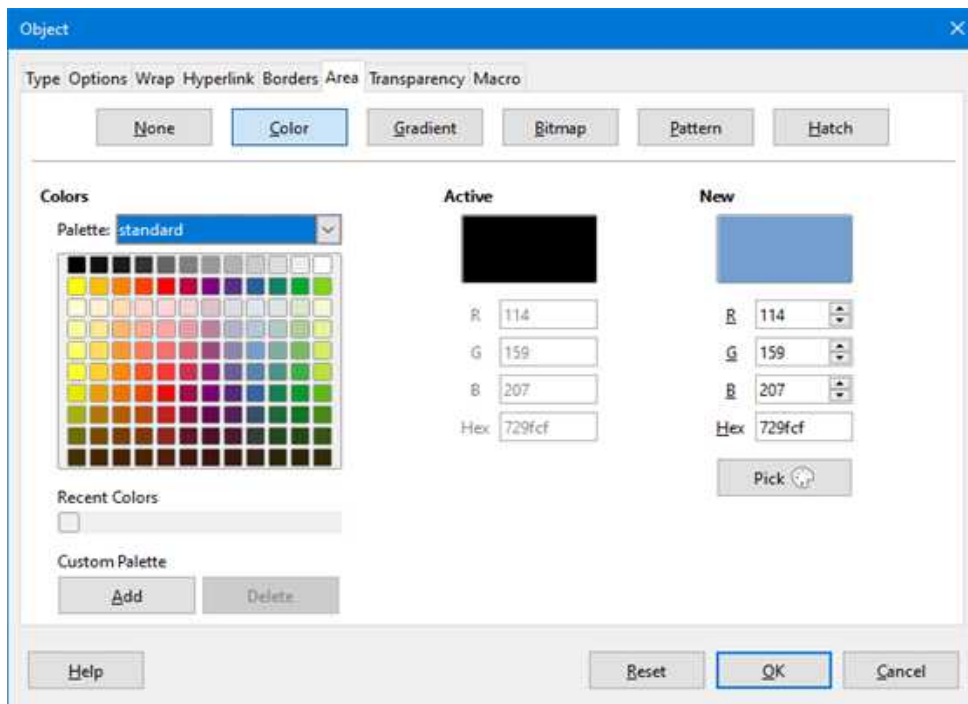 Object
Type Options Wrap Hyperlink Borders Area Transparency Macro
None Color Gradient Bitmap Pattern Hatch
Colors Active New
Palette: standard
R 114 R 114
G 159 G 159
B 207 B 207
Hex 729fcf Hex 729fcf
Pick
Recent Colors
Custom Palette
Add Delete
Help Reset OK Cancel